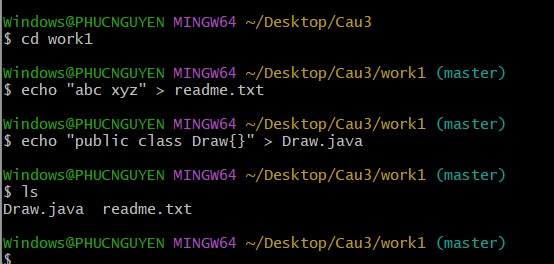 Windows@PHUCNGUYEN MINGW64 ~/Desktop/Cau3
$ cd work1
Windows@PHUCNGUYEN MINGW64 ~/Desktop/Cau3/work1 (master)
$ echo "abc xyz" > readme.txt
Windows@PHUCNGUYEN MINGW64 ~/Desktop/Cau3/work1 (master)
$ echo "public class Draw{}" > Draw.java
Windows@PHUCNGUYEN MINGW64 ~/Desktop/Cau3/work1 (master)
$ ls
Draw.java  readme.txt
Windows@PHUCNGUYEN MINGW64 ~/Desktop/Cau3/work1 (master)
$